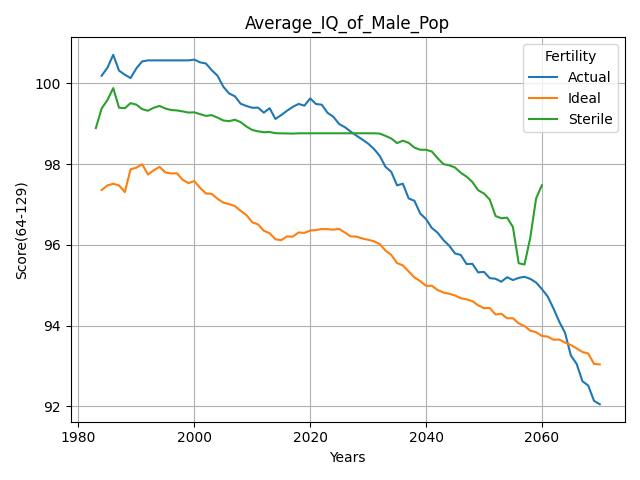 Average_IQ_of_Male_Pop
Fertility
Actual
Ideal
Sterile
Score(64-129)
100
98
96
94
92
1980
2000
2020
2040
2060
Years